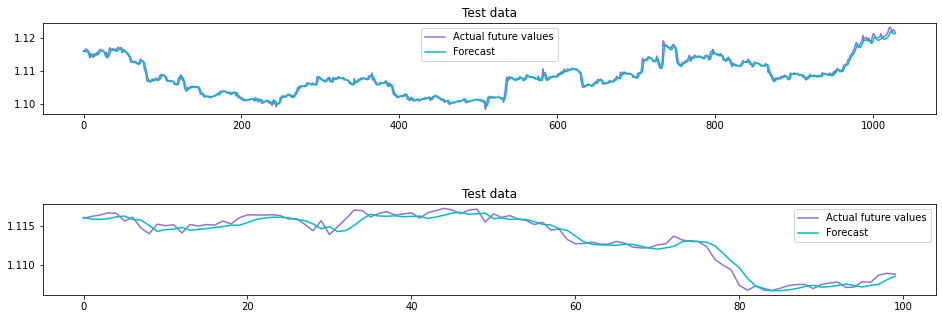 Test data
Actual future values
Forecast
1.12
1.11
1.10
0 200 400 600 800 1000
Test data
Actual future values
Forecast
1.115
1.110
0 20 40 60 80 100